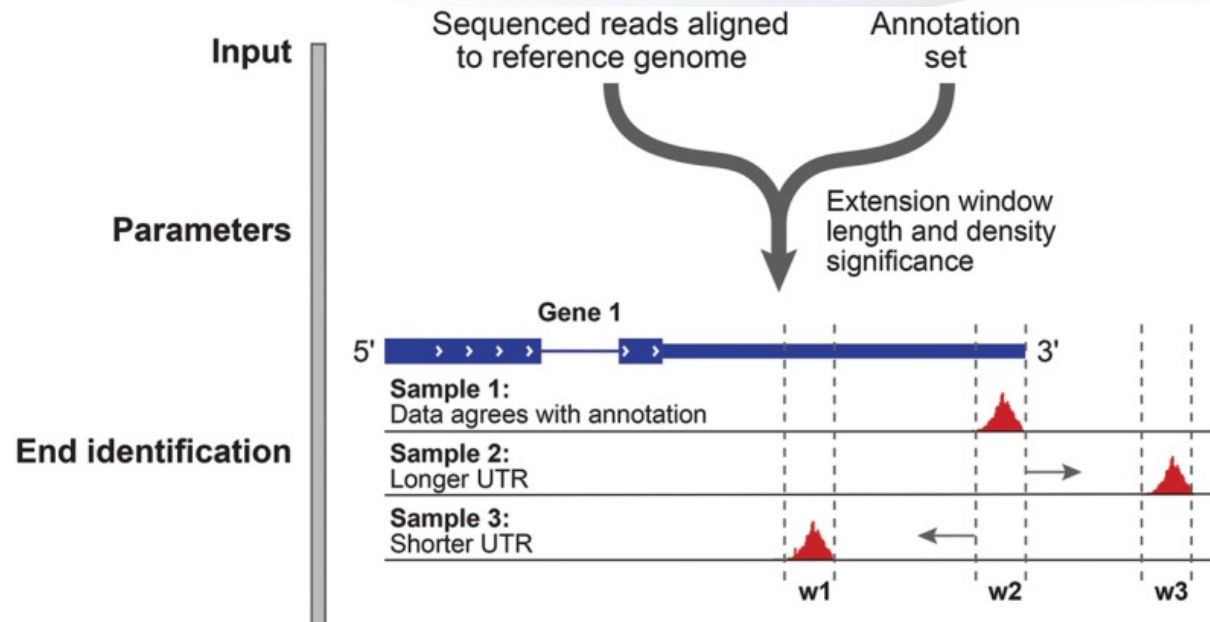 Input
Sequenced reads aligned
to reference genome
Annotation
set
Parameters
Extension window
length and density
significance
Gene 1
5'
3'
End identification
Sample 1:
Data agrees with annotation
Sample 2:
Longer UTR
Sample 3:
Shorter UTR
w1 w2 w3